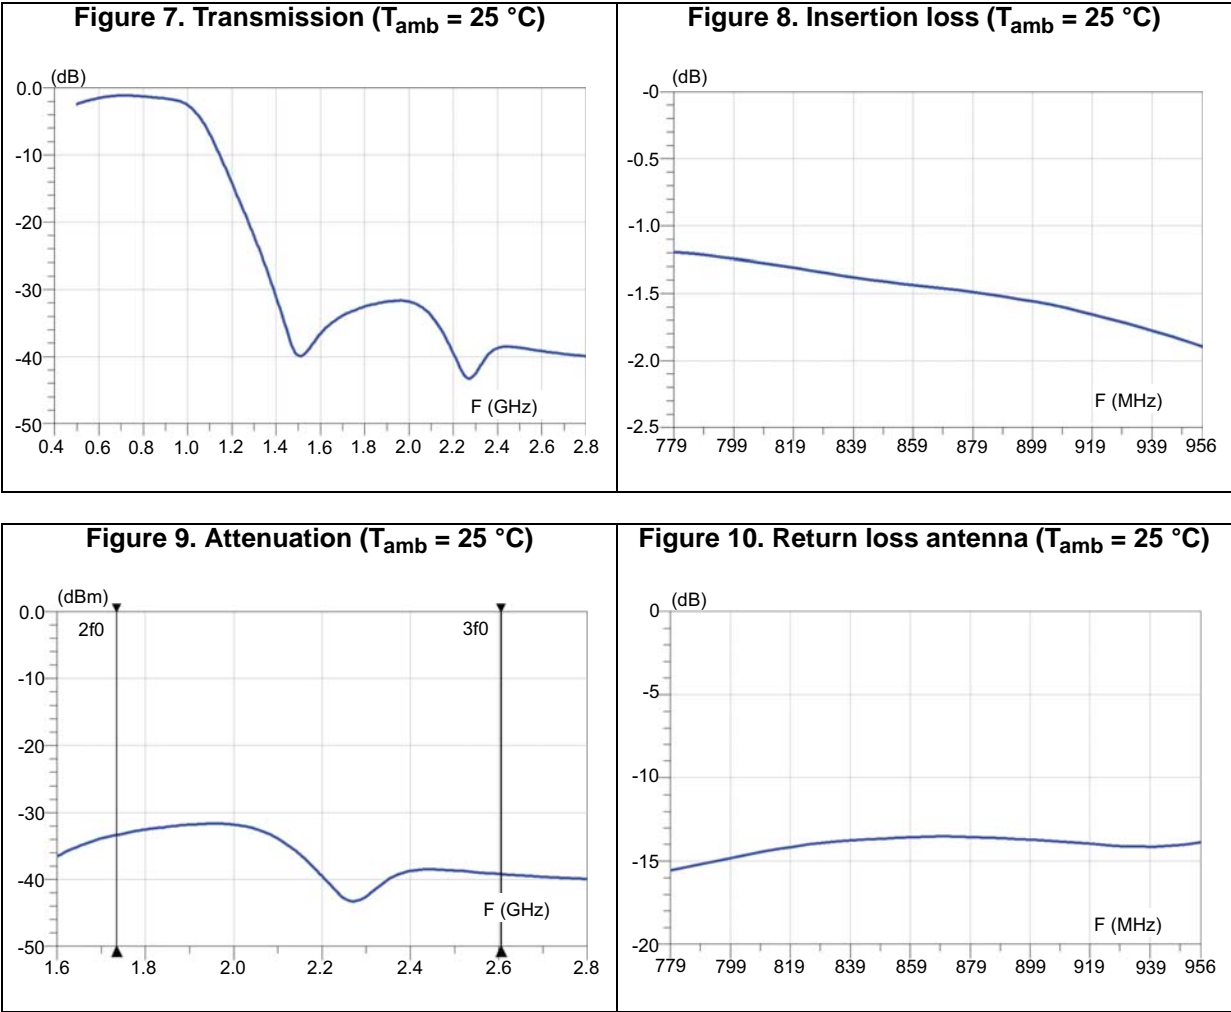 Figure 7. Transmission (Tamb = 25 °C)
(dB)
0.0
-10
-20
-30
-40
-50
F (GHz)
0.4 0.6 0.8 1.0 1.2 1.4 1.6 1.8 2.0 2.2 2.4 2.6 2.8
Figure 8. Insertion loss (Tamb = 25 °C)
(dB)
-0
-0.5
-1.0
-1.5
-2.0
-2.5
F (MHz)
779 799 819 839 859 879 899 919 939 956
Figure 9. Attenuation (Tamb = 25 °C)
(dBm)
0.0
2f0 3f0
-10
-20
-30
-40
-50
F (GHz)
1.6 1.8 2.0 2.2 2.4 2.6 2.8
Figure 10. Return loss antenna (Tamb = 25 °C)
(dB)
0
-5
-10
-15
-20
F (MHz)
779 799 819 839 859 879 899 919 939 956